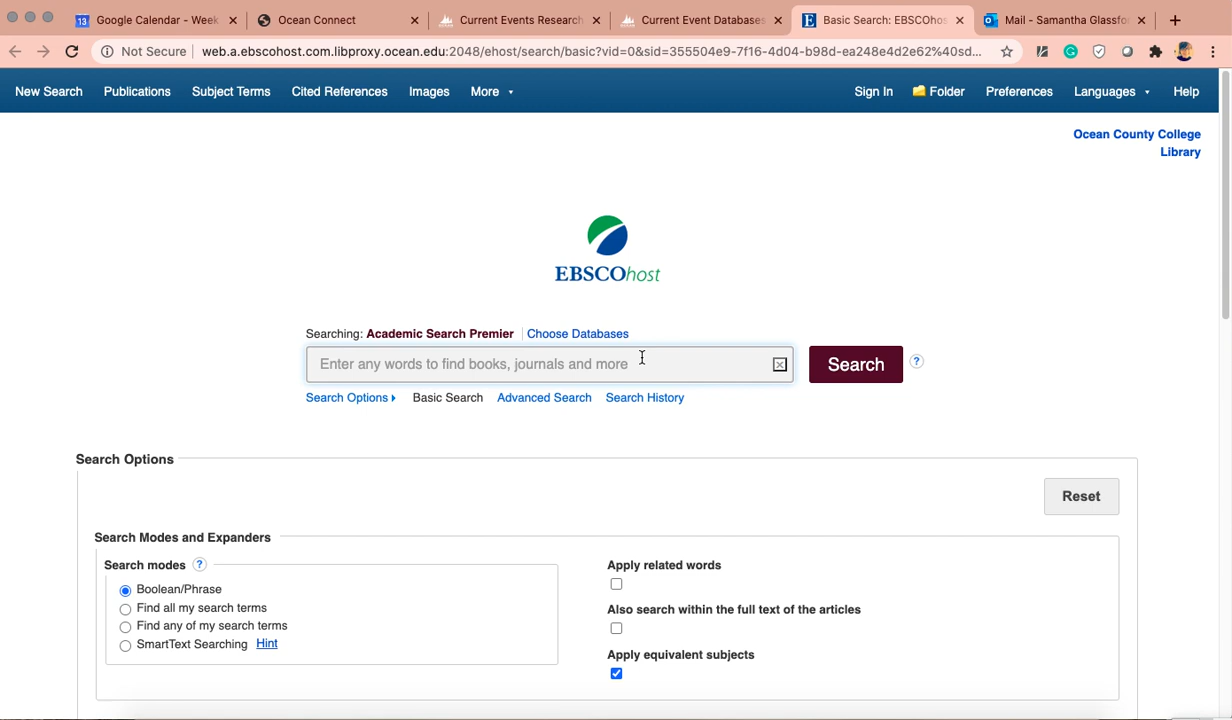 Google Calendar - Week
Ocean Connect
Current Events Research
Current Event Databases
Basic Search: EBSCOhos
Mail - Samantha Glassfor
Not Secure
web.a.ebscohost.com.libproxy.ocean.edu:2048/ehost/search/basic?vid=0&sid=355504e9-7f16-4d04-b98d-ea248e4d2e62%40sd...
New Search Publications Subject Terms Cited References Images More
Sign In Folder Preferences Languages Help
Ocean County College
Library
EBSCOhost
Searching: Academic Search Premier Choose Databases
Enter any words to find books, journals and more
Search
?
Search Options Basic Search Advanced Search Search History
Search Options
Reset
Search Modes and Expanders
Search modes ?
Boolean/Phrase
Find all my search terms
Find any of my search terms
SmartText Searching Hint
Apply related words
Also search within the full text of the articles
Apply equivalent subjects